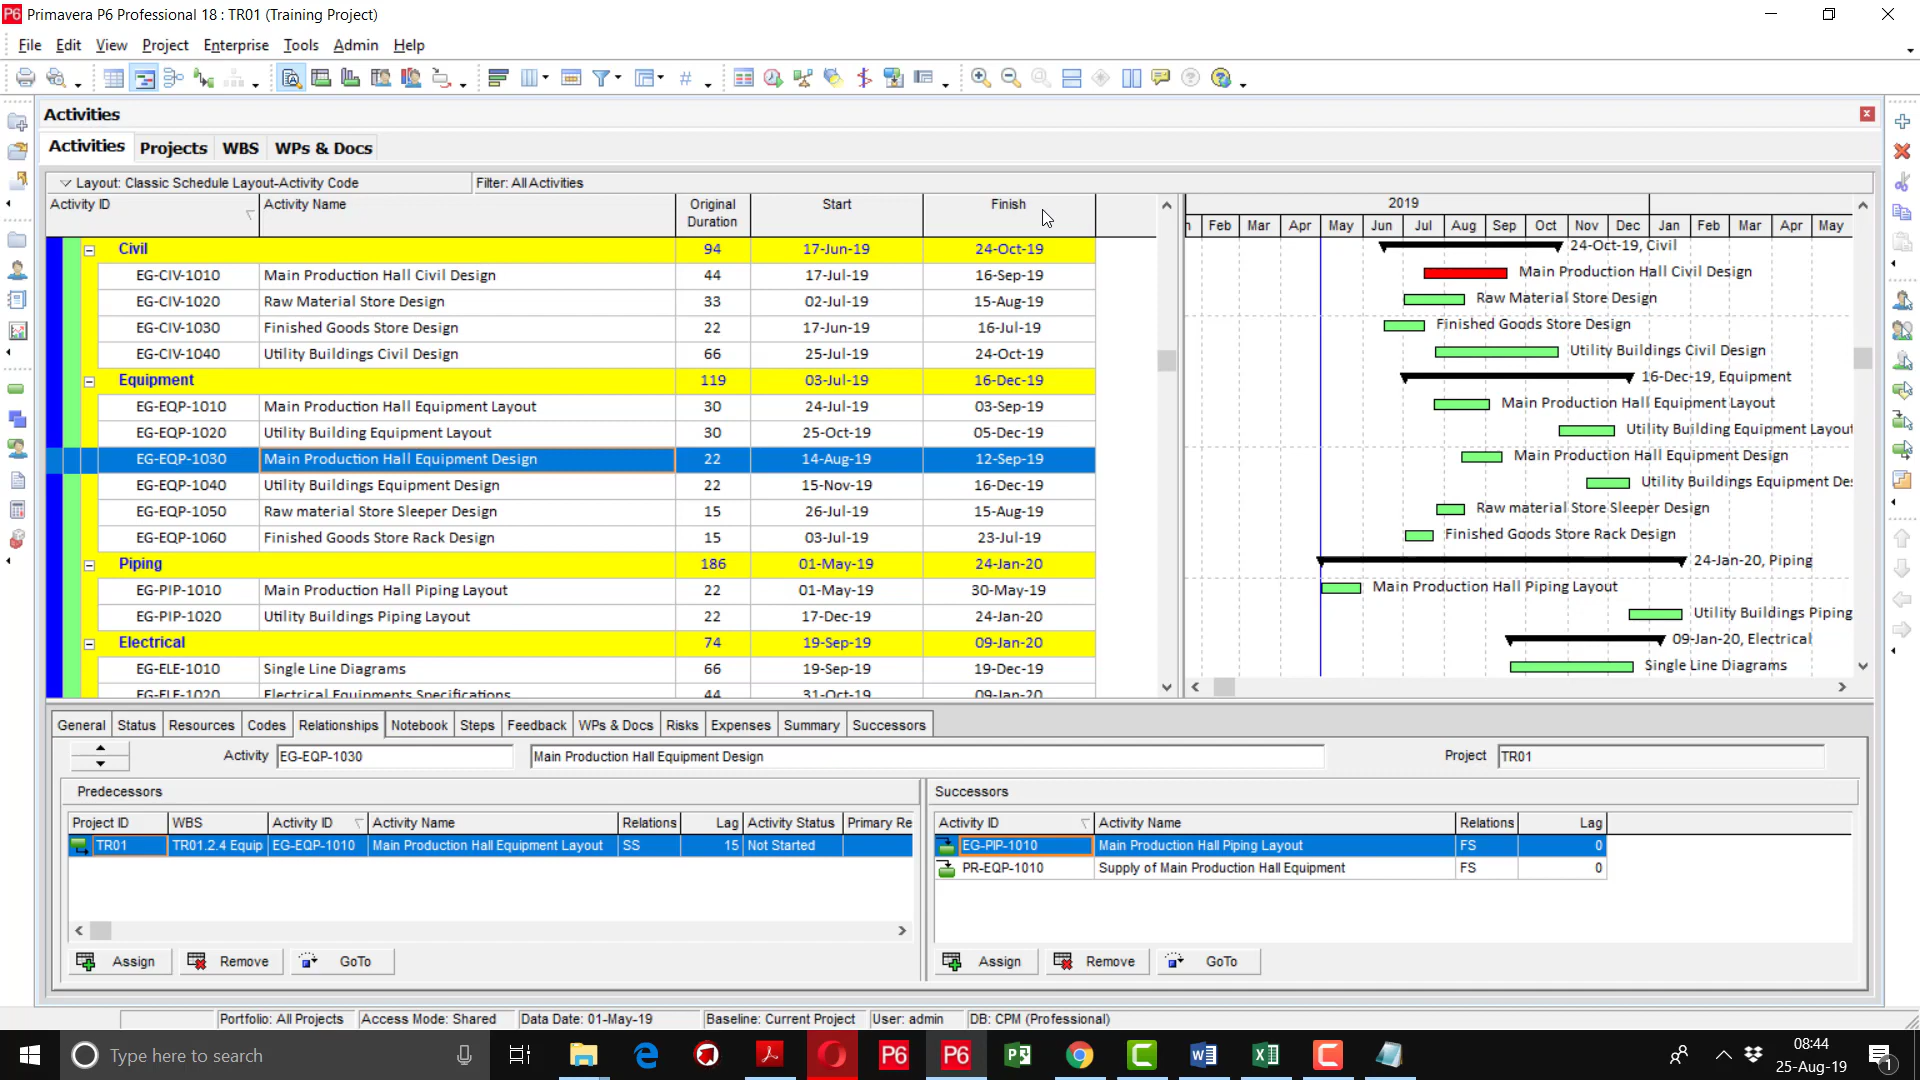 Primavera P6 Professional 18 : TR01 (Training Project)
File Edit View Project Enterprise Tools Admin Help
Activities
Activities Projects WBS WPs & Docs
Layout: Classic Schedule Layout-Activity Code Filter: All Activities
Activity ID Activity Name Original Duration Start Finish
2019
Feb Mar Apr May Jun Jul Aug Sep Oct Nov Dec Jan Feb Mar Apr May
Civil 94 17-Jun-19 24-Oct-19 24-Oct-19, Civil
EG-CIV-1010 Main Production Hall Civil Design 44 17-Jul-19 16-Sep-19 Main Production Hall Civil Design
EG-CIV-1020 Raw Material Store Design 33 02-Jul-19 15-Aug-19 Raw Material Store Design
EG-CIV-1030 Finished Goods Store Design 22 17-Jun-19 16-Jul-19 Finished Goods Store Design
EG-CIV-1040 Utility Buildings Civil Design 66 25-Jul-19 24-Oct-19 Utility Buildings Civil Design
Equipment 119 03-Jul-19 16-Dec-19 16-Dec-19, Equipment
EG-EQP-1010 Main Production Hall Equipment Layout 30 24-Jul-19 03-Sep-19 Main Production Hall Equipment Layout
EG-EQP-1020 Utility Building Equipment Layout 30 25-Oct-19 05-Dec-19 Utility Building Equipment Layout
EG-EQP-1030 Main Production Hall Equipment Design 22 14-Aug-19 12-Sep-19 Main Production Hall Equipment Design
EG-EQP-1040 Utility Buildings Equipment Design 22 15-Nov-19 16-Dec-19 Utility Buildings Equipment De
EG-EQP-1050 Raw material Store Sleeper Design 15 26-Jul-19 15-Aug-19 Raw material Store Sleeper Design
EG-EQP-1060 Finished Goods Store Rack Design 15 03-Jul-19 23-Jul-19 Finished Goods Store Rack Design
Piping 186 01-May-19 24-Jan-20 24-Jan-20, Piping
EG-PIP-1010 Main Production Hall Piping Layout 22 01-May-19 30-May-19 Main Production Hall Piping Layout
EG-PIP-1020 Utility Buildings Piping Layout 22 17-Dec-19 24-Jan-20 Utility Buildings Piping
Electrical 74 19-Sep-19 09-Jan-20 09-Jan-20, Electrical
EG-ELE-1010 Single Line Diagrams 66 19-Sep-19 19-Dec-19 Single Line Diagrams
EG-ELE-1020 Electrical Equipments Specifications 44 31-Oct-19 09-Jan-20
General Status Resources Codes Relationships Notebook Steps Feedback WPs & Docs Risks Expenses Summary Successors
Activity EG-EQP-1030 Main Production Hall Equipment Design Project TR01
Predecessors Successors
Project ID WBS Activity ID Activity Name Relations Lag Activity Status Primary Re Activity ID Activity Name Relations Lag
TR01 TR01.2.4 Equip EG-EQP-1010 Main Production Hall Equipment Layout SS 15 Not Started EG-PIP-1010 Main Production Hall Piping Layout FS 0
PR-EQP-1010 Supply of Main Production Hall Equipment FS 0
Assign Remove GoTo Assign Remove GoTo
Portfolio: All Projects Access Mode: Shared Data Date: 01-May-19 Baseline: Current Project User: admin DB: CPM (Professional)
Type here to search 08:44
25-Aug-19 1